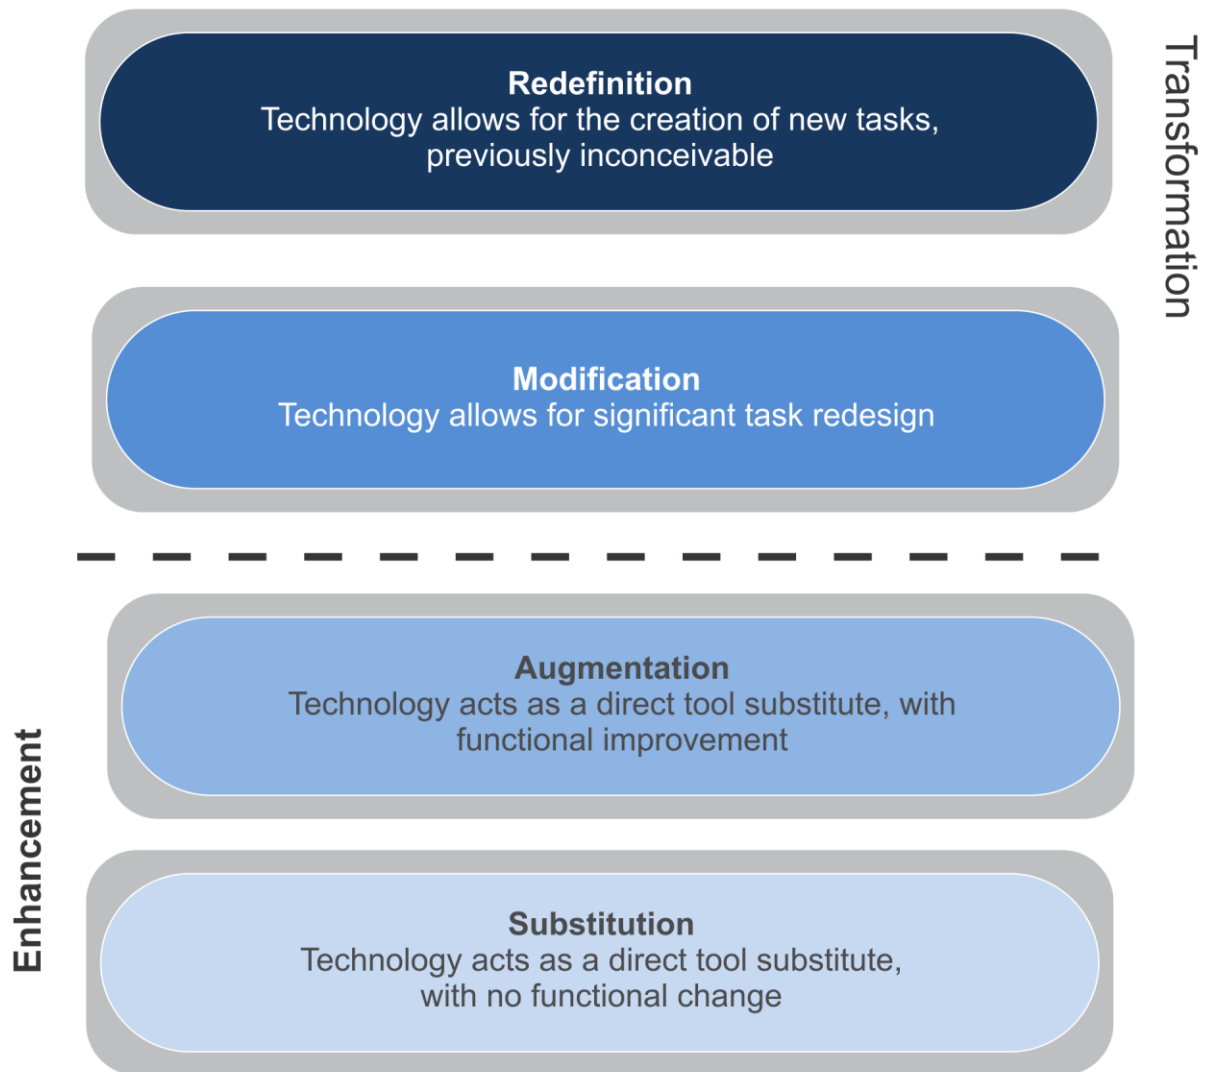 Redefinition
Technology allows for the creation of new tasks,
previously inconceivable
Transformation
Modification
Technology allows for significant task redesign
Augmentation
Technology acts as a direct tool substitute, with
functional improvement
Enhancement
Substitution
Technology acts as a direct tool substitute,
with no functional change